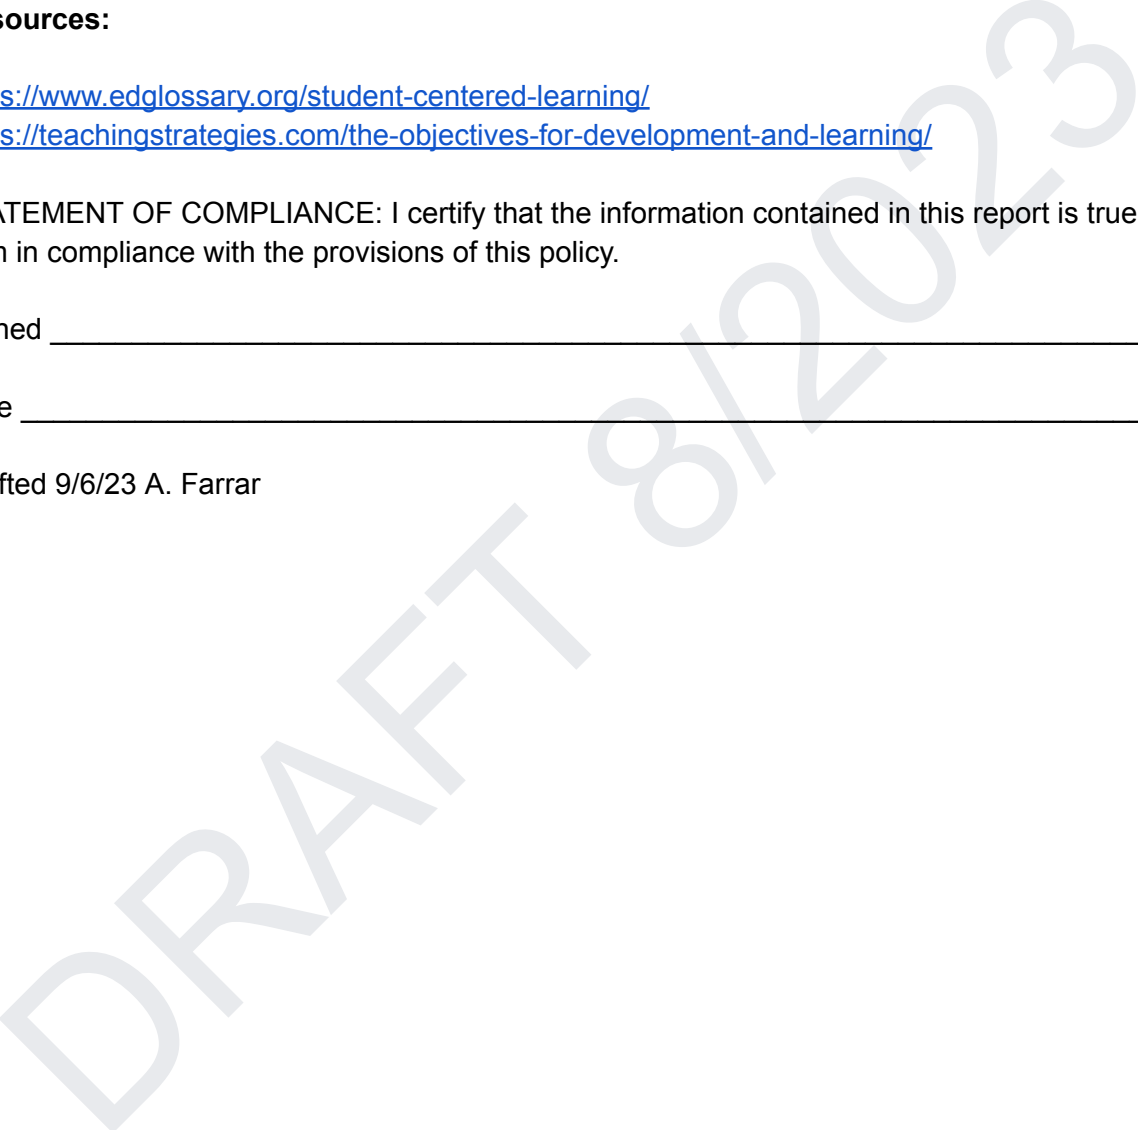 sources:
s://www.edglossary.org/student-centered-learning/
s://teachingstrategies.com/the-objectives-for-development-and-learning/
ATEMENT OF COMPLIANCE: I certify that the information contained in this report is true
in compliance with the provisions of this policy.
ned ____________________________________________________________________
e ______________________________________________________________________
fted 9/6/23 A. Farrar
DRAFT 8/2023